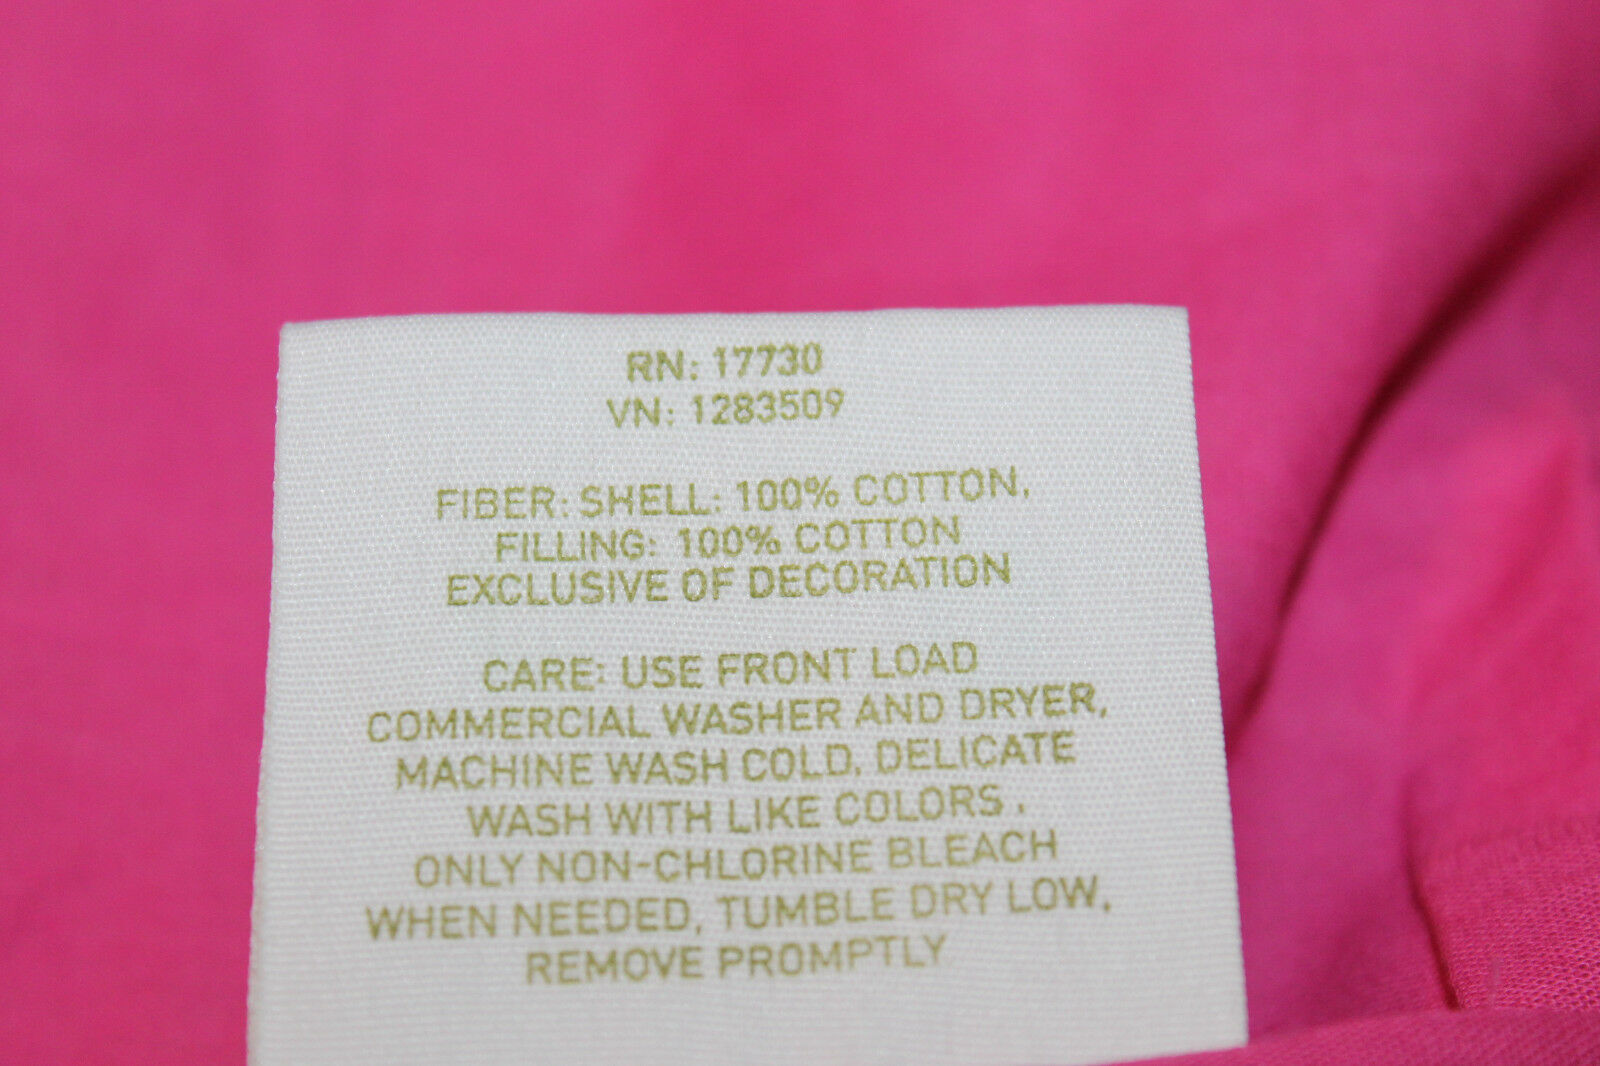 RN: 17730
VN: 1283509
FIBER: SHELL: 100% COTTON,
FILLING: 100% COTTON
EXCLUSIVE OF DECORATION
CARE: USE FRONT LOAD
COMMERCIAL WASHER AND DRYER,
MACHINE WASH COLD, DELICATE
WASH WITH LIKE COLORS .
ONLY NON-CHLORINE BLEACH
WHEN NEEDED, TUMBLE DRY LOW,
REMOVE PROMPTLY